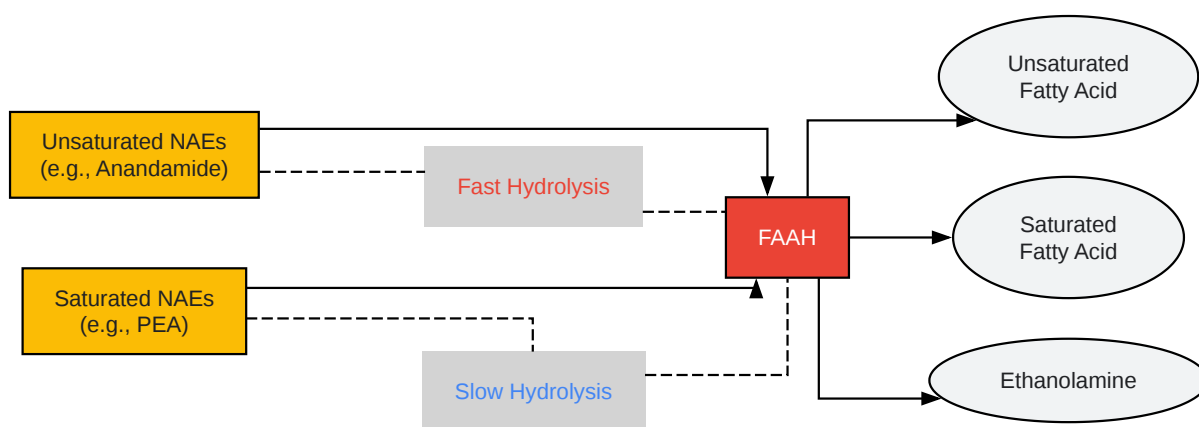 Unsaturated
Fatty Acid
Unsaturated NAEs
(e.g., Anandamide)
Fast Hydrolysis
FAAH
Saturated
Fatty Acid
Saturated NAEs
(e.g., PEA)
Slow Hydrolysis
Ethanolamine